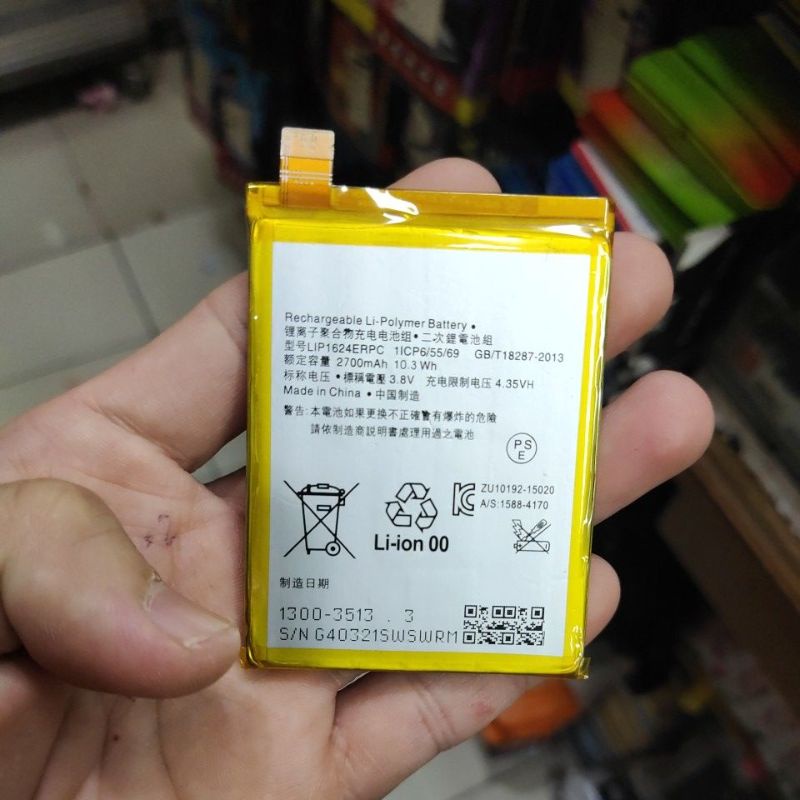 Rechargeable Li-Polymer Battery •
锂离子聚合物充电电池组 • 二次鋰電池組
型号LIP1624ERPC 1ICP6/55/69 GB/T18287-2013
额定容量 2700mAh 10.3 Wh
标称电压 • 標稱電壓 3.8V 充电限制电压 4.35VH
Made in China • 中国制造
警告: 本電池如果更換不正確會有爆炸的危險
請依制造商説明書處理用過之電池
PS
E
ZU10192-15020
A/S:1588-4170
Li-ion 00
制造日期
1300-3513 . 3
S/N G40321SWSWRM